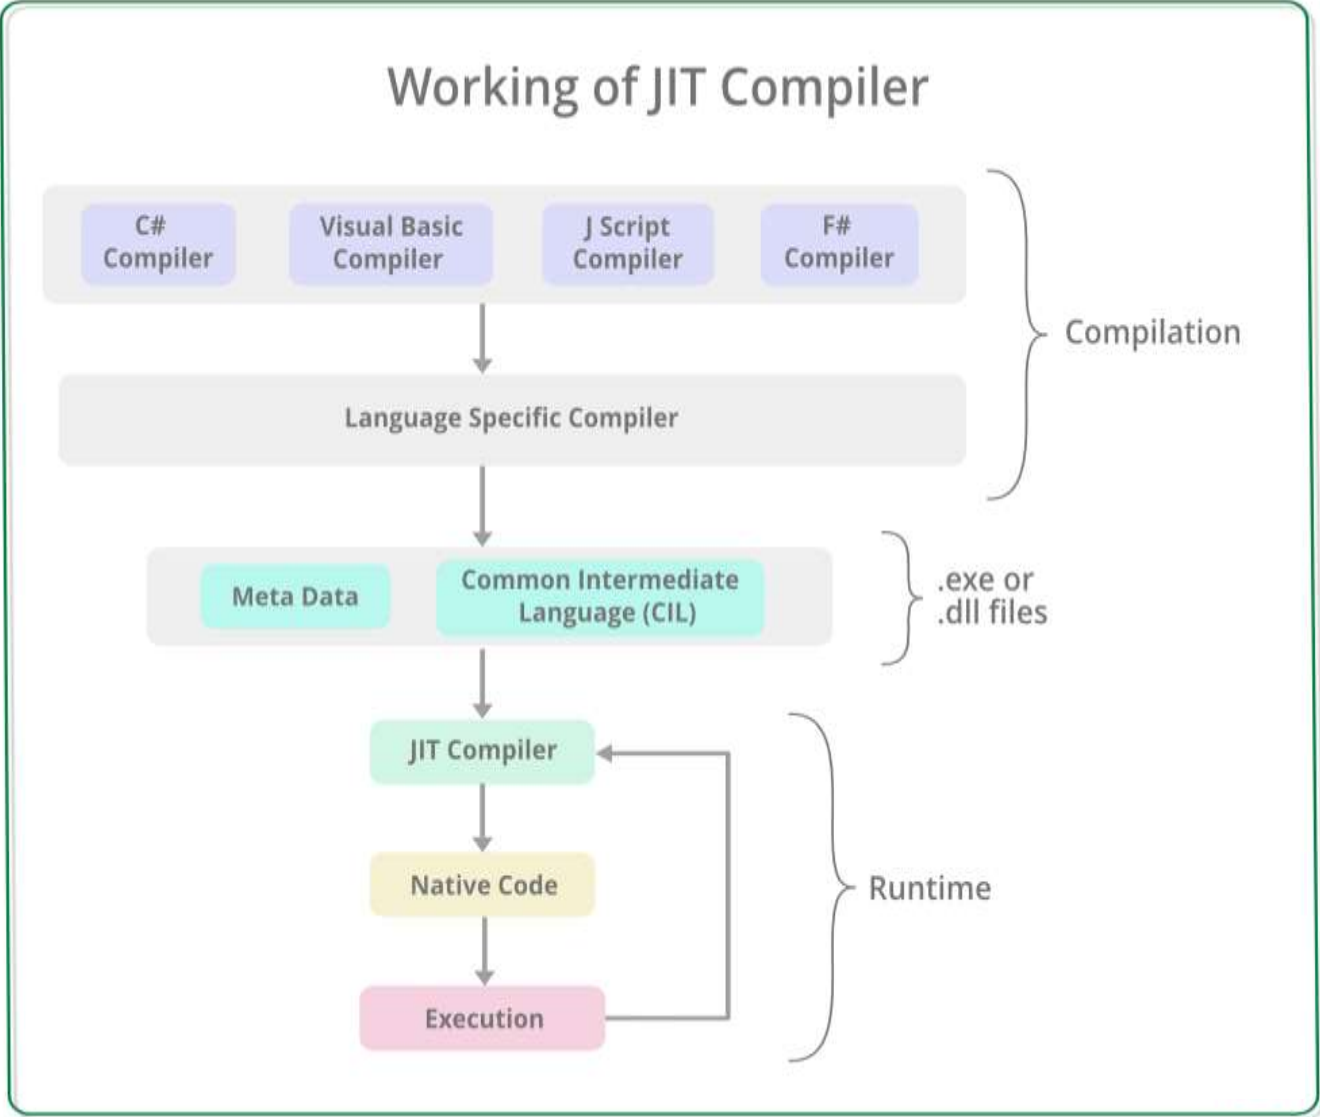 Working of JIT Compiler
C#
Compiler
Visual Basic
Compiler
J Script
Compiler
F#
Compiler
Compilation
Language Specific Compiler
Meta Data
Common Intermediate
Language (CIL)
.exe or
.dll files
JIT Compiler
Native Code
Runtime
Execution